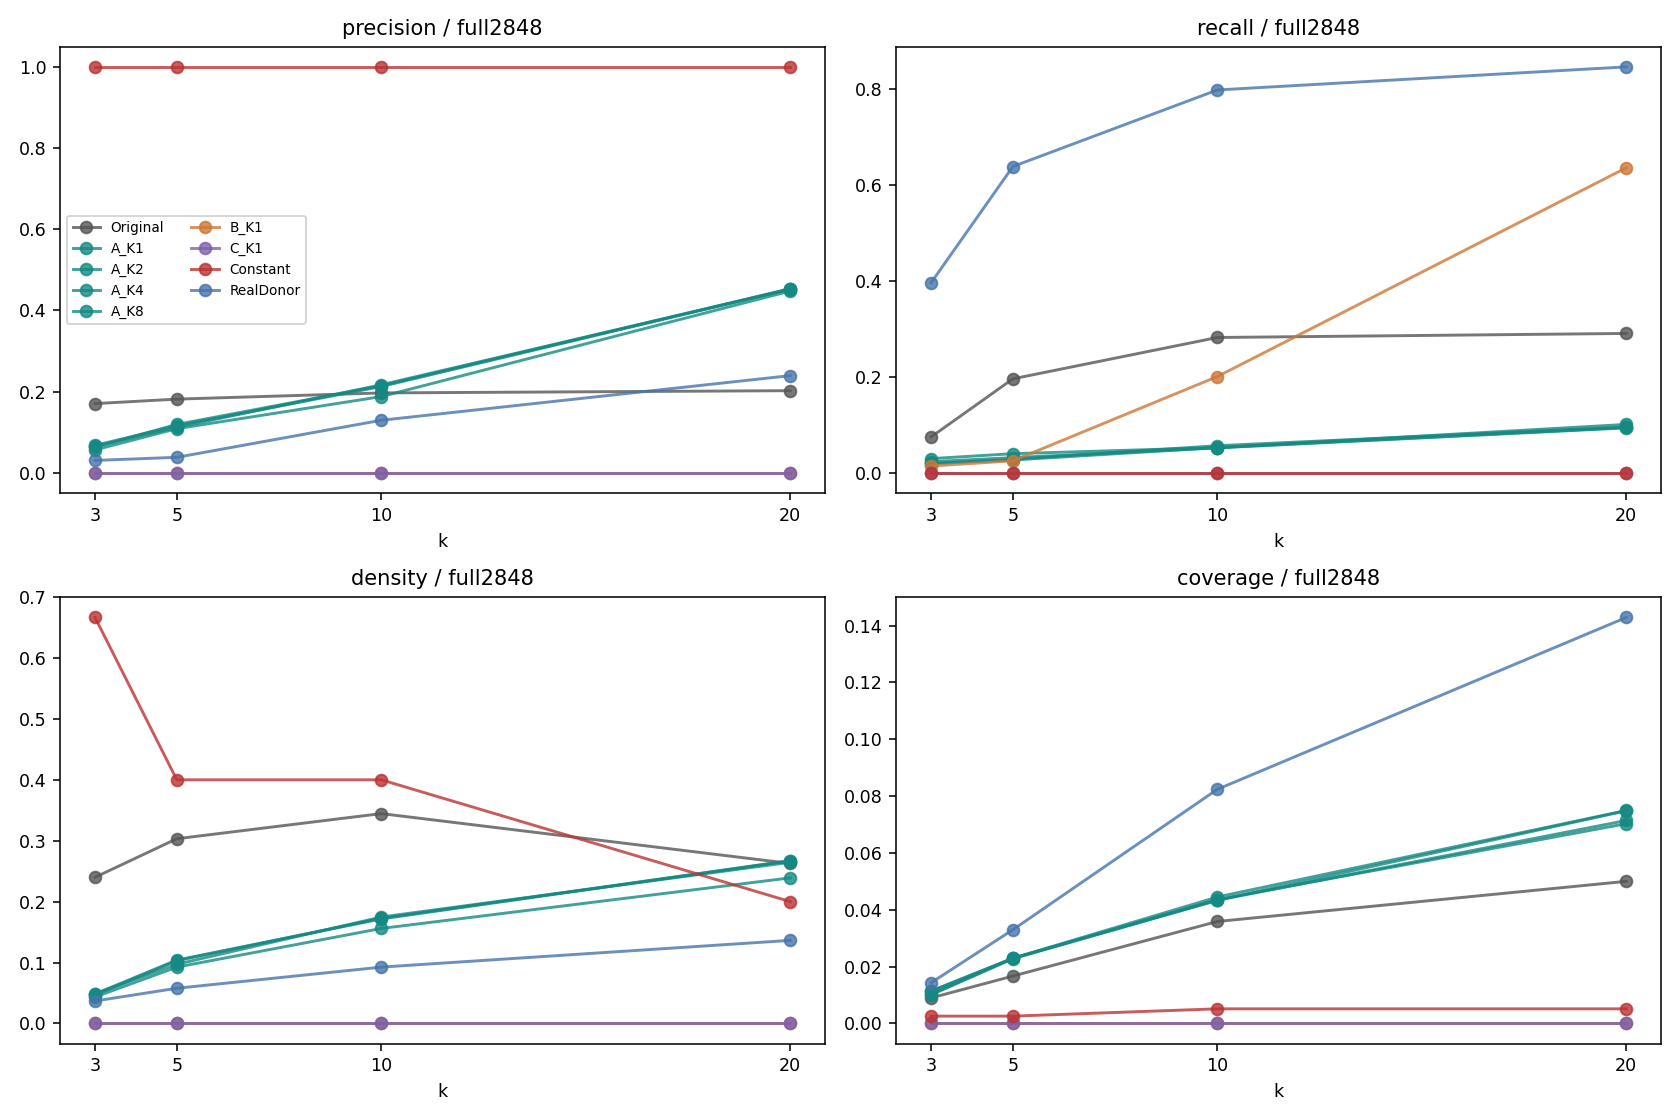 precision / full2848
1.0
0.8
0.6
0.4
0.2
0.0
Original
A_K1
A_K2
A_K4
A_K8
B_K1
C_K1
Constant
RealDonor
3 5 10 20
k
recall / full2848
0.8
0.6
0.4
0.2
0.0
3 5 10 20
k
density / full2848
0.7
0.6
0.5
0.4
0.3
0.2
0.1
0.0
3 5 10 20
k
coverage / full2848
0.14
0.12
0.10
0.08
0.06
0.04
0.02
0.00
3 5 10 20
k